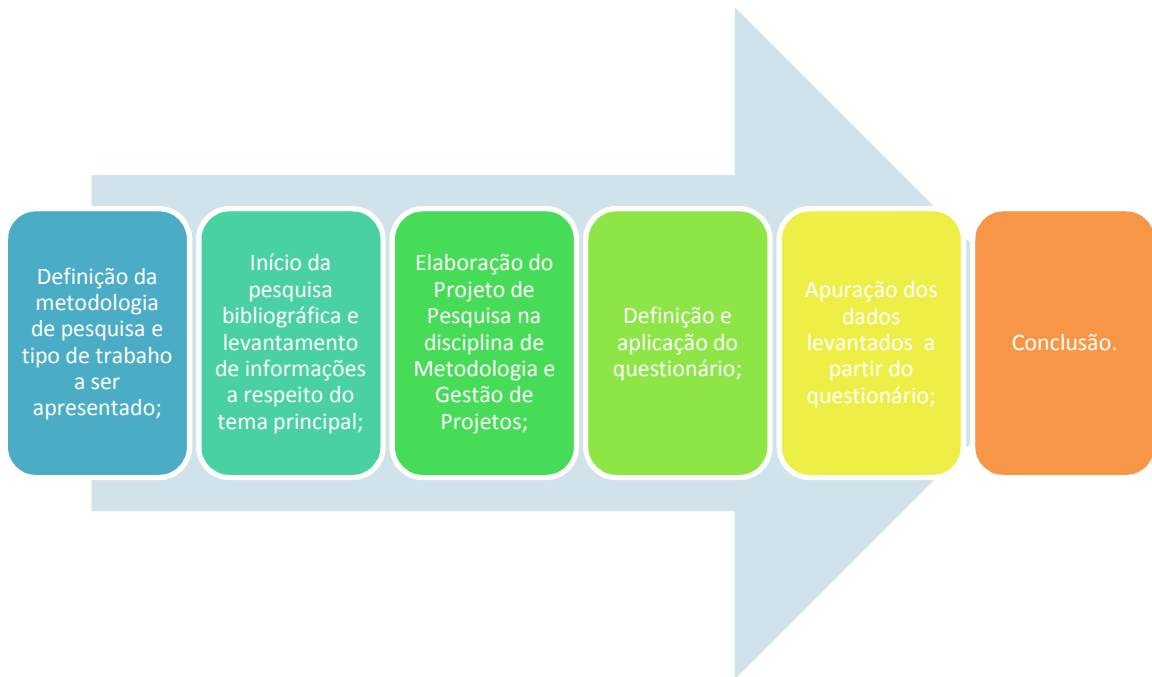 Definição da
metodologia
de pesquisa e
tipo de trabaho
a ser
apresentado;
Início da
pesquisa
bibliográfica e
levantamento
de informações
a respeito do
tema principal;
Elaboração do
Projeto de
Pesquisa na
disciplina de
Metodologia e
Gestão de
Projetos;
Definição e
aplicação do
questionário;
Apuração dos
dados
levantados a
partir do
questionário;
Conclusão.